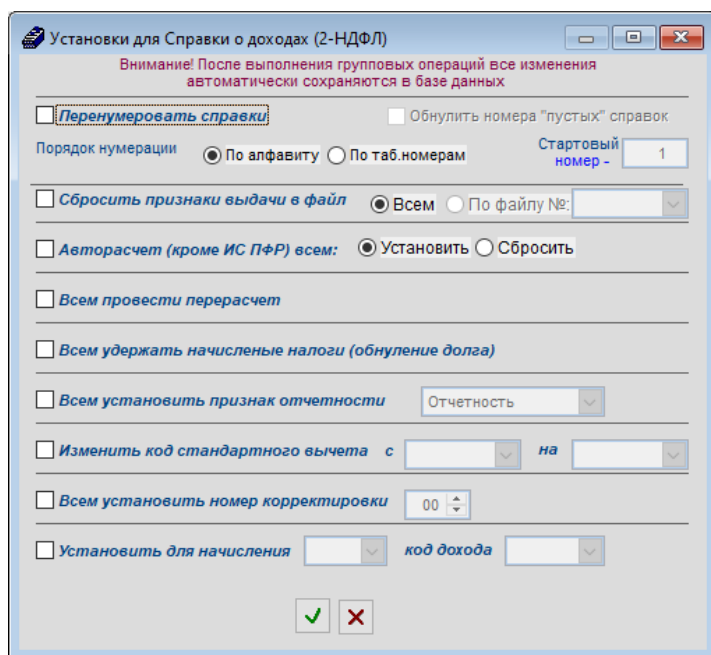 Установки для Справки о доходах (2-НДФЛ)
Внимание! После выполнения групповых операций все изменения
автоматически сохраняются в базе данных
Перенумеровать справки Обнулить номера "пустых" справок
Порядок нумерации По алфавиту По таб.номерам Стартовый номер - 1
Сбросить признаки выдачи в файл Всем По файлу №:
Авторасчет (кроме ИС ПФР) всем: Установить Сбросить
Всем провести перерасчет
Всем удержать начисленые налоги (обнуление долга)
Всем установить признак отчетности Отчетность
Изменить код стандартного вычета с на
Всем установить номер корректировки 00
Установить для начисления код дохода